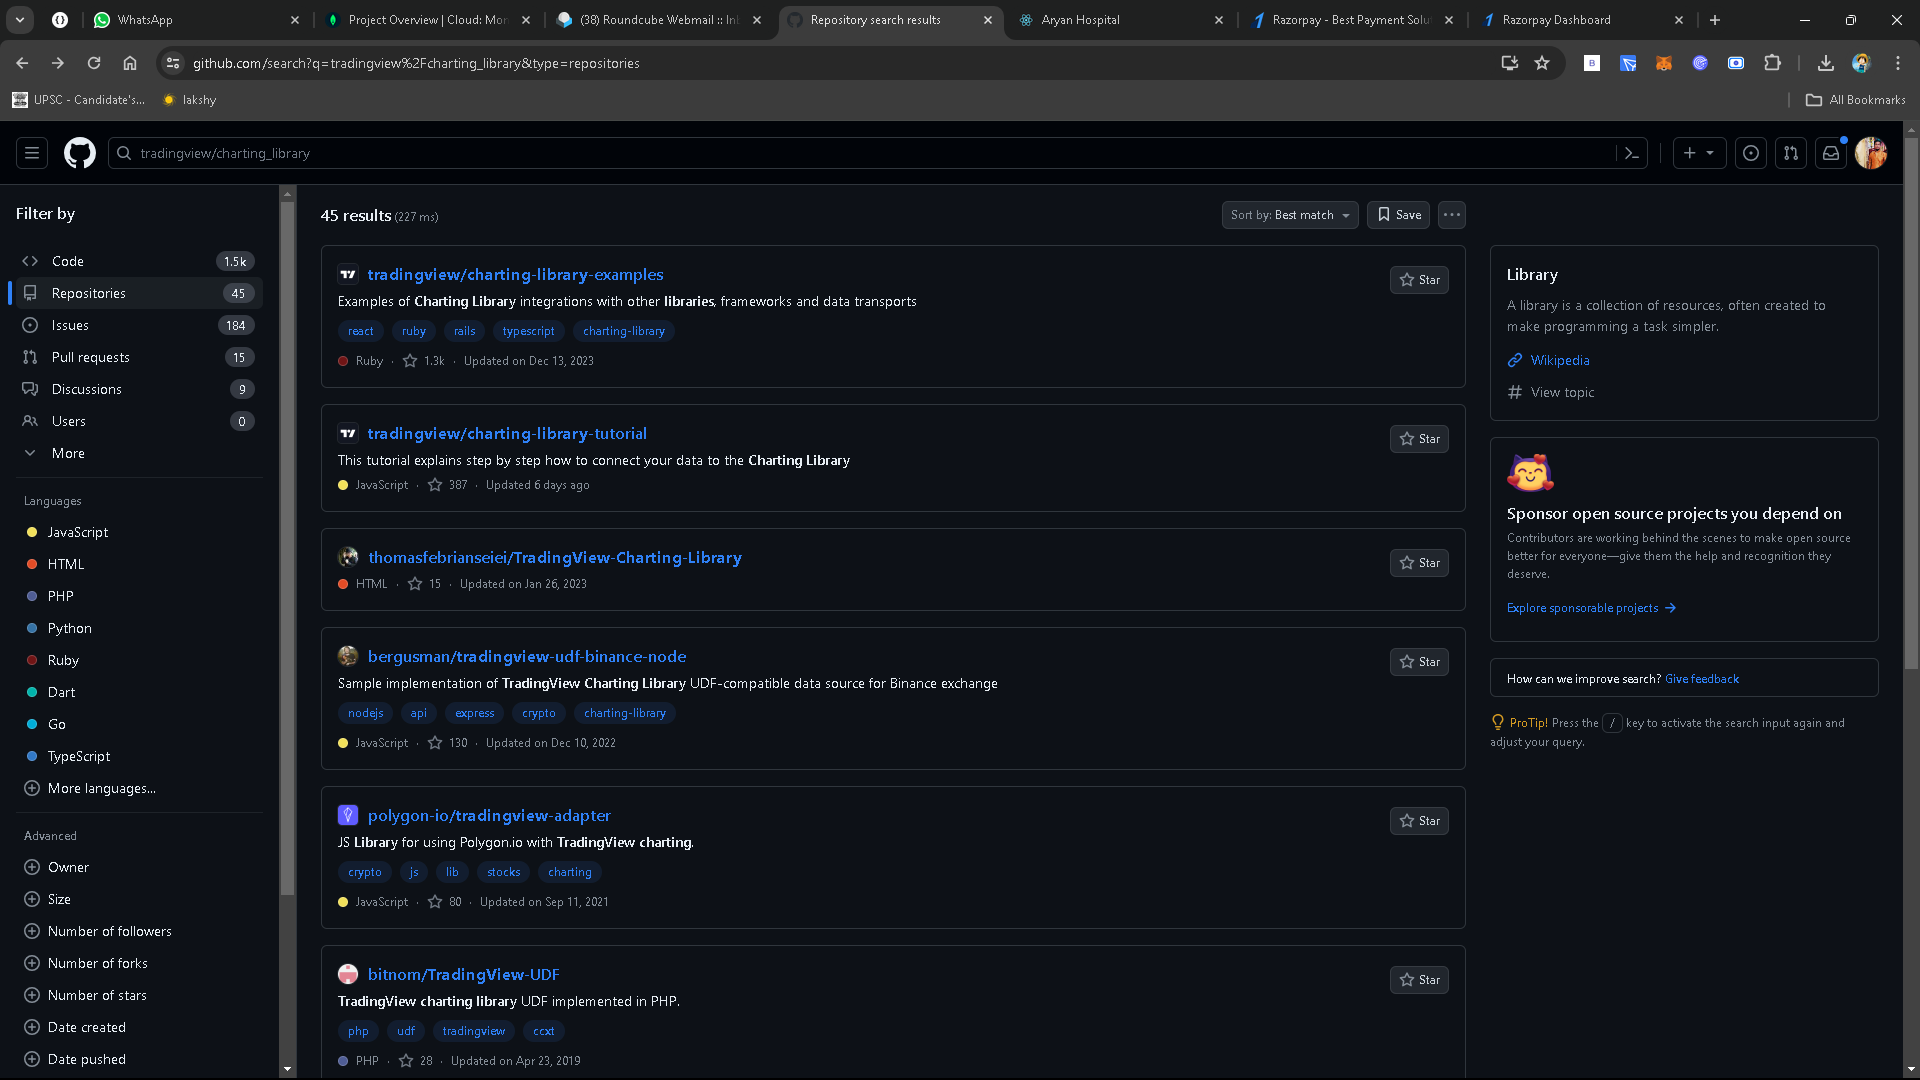 WhatsApp
Project Overview | Cloud: Mon
(38) Roundcube Webmail :: Inb
Repository search results
Aryan Hospital
Razorpay - Best Payment Solut
Razorpay Dashboard
github.com/search?q=tradingview%2Fcharting_library&type=repositories
UPSC - Candidate's...
lakshy
All Bookmarks
tradingview/charting_library
Filter by
Code 1.5k
Repositories 45
Issues 184
Pull requests 15
Discussions 9
Users 0
More
Languages
JavaScript
HTML
PHP
Python
Ruby
Dart
Go
TypeScript
More languages...
Advanced
Owner
Size
Number of followers
Number of forks
Number of stars
Date created
Date pushed
45 results (227 ms)
Sort by: Best match
Save
tradingview/charting-library-examples
Star
Examples of Charting Library integrations with other libraries, frameworks and data transports
react ruby rails typescript charting-library
Ruby · 1.3k · Updated on Dec 13, 2023
tradingview/charting-library-tutorial
Star
This tutorial explains step by step how to connect your data to the Charting Library
JavaScript · 387 · Updated 6 days ago
thomasfebrianseiei/TradingView-Charting-Library
Star
HTML · 15 · Updated on Jan 26, 2023
bergusman/tradingview-udf-binance-node
Star
Sample implementation of TradingView Charting Library UDF-compatible data source for Binance exchange
nodejs api express crypto charting-library
JavaScript · 130 · Updated on Dec 10, 2022
polygon-io/tradingview-adapter
Star
JS Library for using Polygon.io with TradingView charting.
crypto js lib stocks charting
JavaScript · 80 · Updated on Sep 11, 2021
bitnom/TradingView-UDF
Star
TradingView charting library UDF implemented in PHP.
php udf tradingview ccxt
PHP · 28 · Updated on Apr 23, 2019
Library
A library is a collection of resources, often created to
make programming a task simpler.
Wikipedia
View topic
Sponsor open source projects you depend on
Contributors are working behind the scenes to make open source
better for everyone—give them the help and recognition they
deserve.
Explore sponsorable projects →
How can we improve search? Give feedback
ProTip! Press the / key to activate the search input again and
adjust your query.